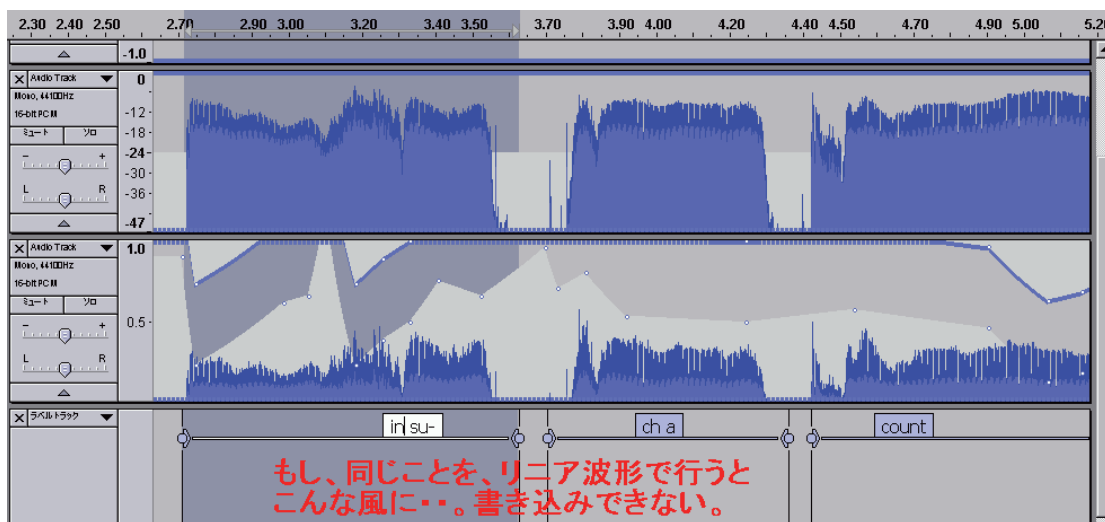 2.30 2.40 2.50 2.70 2.90 3.00 3.20 3.40 3.50 3.70 3.90 4.00 4.20 4.40 4.50 4.70 4.90 5.00 5.20
-1.0
Audio Track
Mono, 44100Hz
16-bit PCM
ミュート ソロ
- +
L R
0
-12
-18
-24
-30
-36
-47
Audio Track
Mono, 44100Hz
16-bit PCM
ミュート ソロ
- +
L R
1.0
0.5
ラベルトラック
in su-
ch a
count
もし、同じことを、リニア波形で行うと
こんな風に・・。書き込みできない。